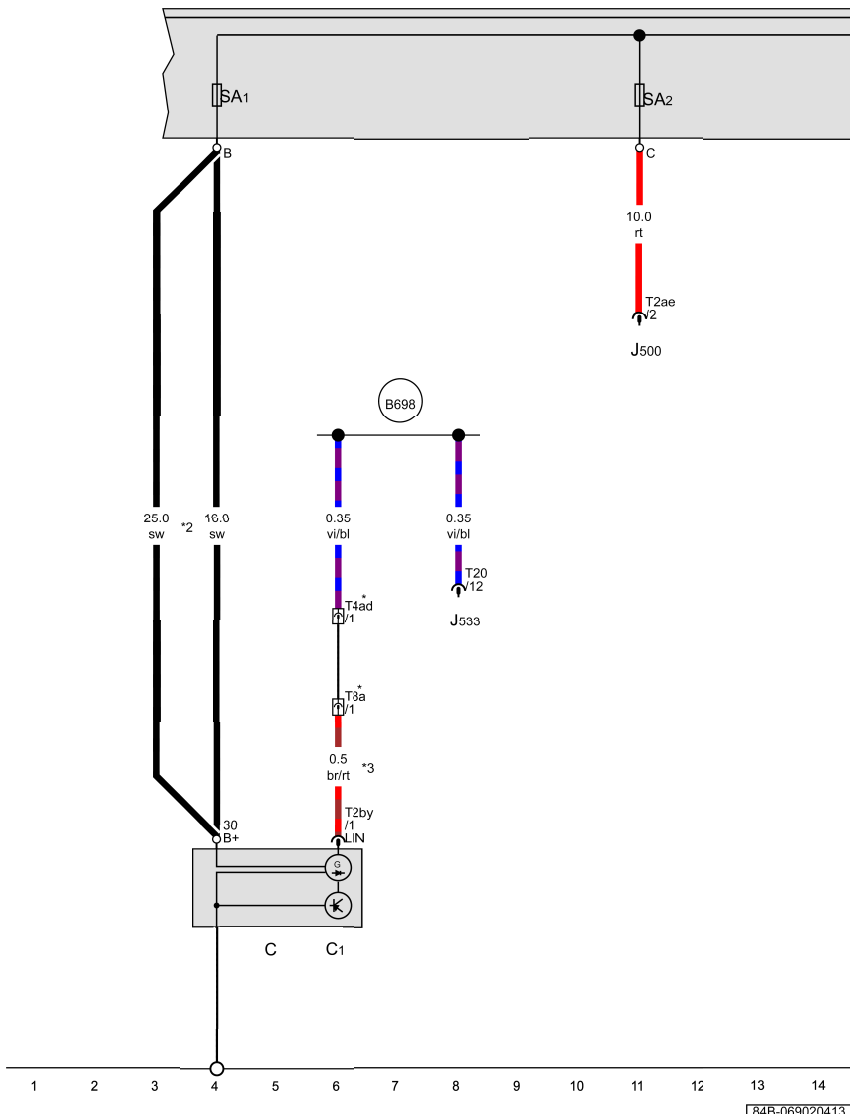 SA1
SA2
B
C
10.0
rt
T2ae
/2
J500
B698
25.0
sw
*2
16.0
sw
0.35
vi/bl
0.35
vi/bl
T20
/12
J533
T4ad
*
/1
T8a
*
/1
0.5
br/rt
*3
T2by
/1
LIN
30
B+
G
C
C1
1 2 3 4 5 6 7 8 9 10 11 12 13 14
84B-069020413